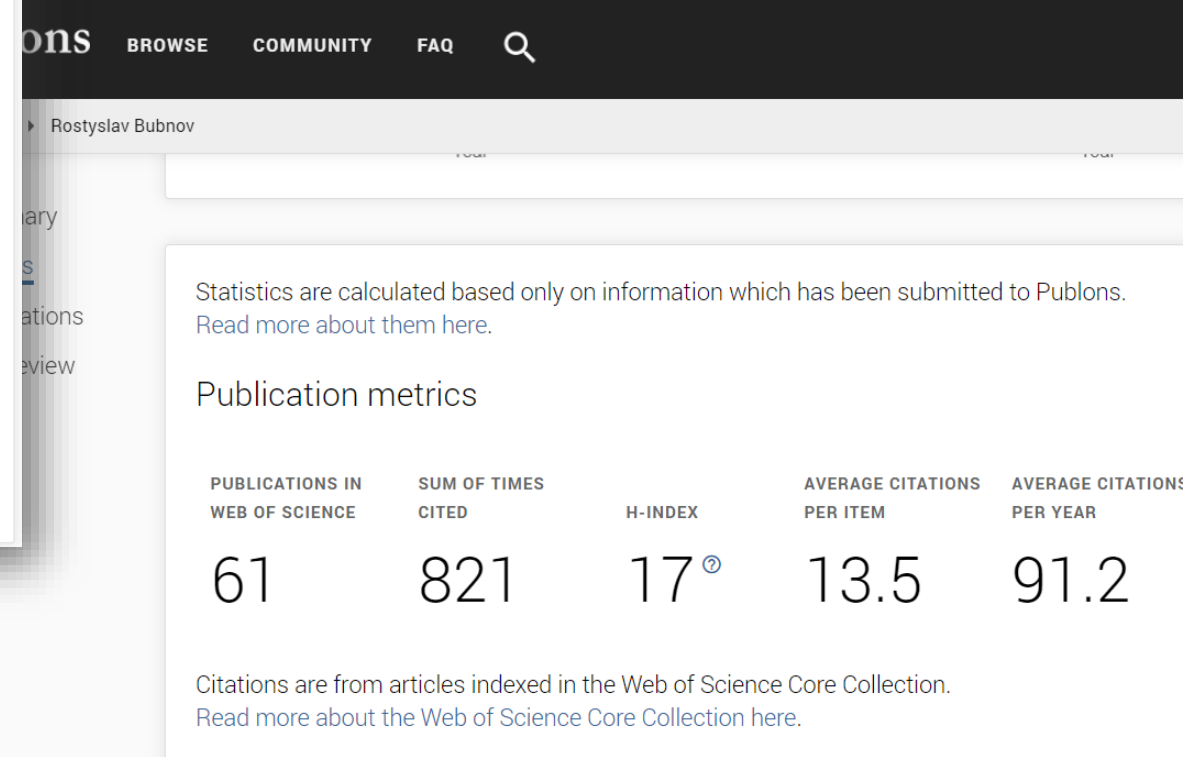 ons BROWSE COMMUNITY FAQ
Rostyslav Bubnov
Year Year
ary
s
ations
eview
Statistics are calculated based only on information which has been submitted to Publons.
Read more about them here.
Publication metrics
PUBLICATIONS IN SUM OF TIMES AVERAGE CITATIONS AVERAGE CITATIONS
WEB OF SCIENCE CITED H-INDEX PER ITEM PER YEAR
61 821 17 13.5 91.2
Citations are from articles indexed in the Web of Science Core Collection.
Read more about the Web of Science Core Collection here.